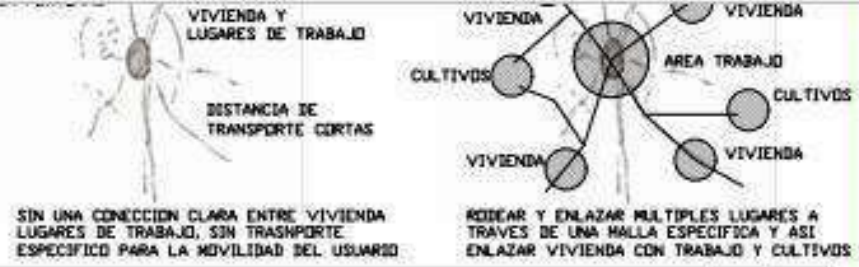 VIVIENDA Y
LUGARES DE TRABAJO
DISTANCIA DE
TRANSPORTE CORTAS
SIN UNA CONECCION CLARA ENTRE VIVIENDA
LUGARES DE TRABAJO, SIN TRASNPORTE
ESPECIFICO PARA LA MOVILIDAD DEL USUARIO
VIVIENDA
VIVIENDA
AREA TRABAJO
CULTIVOS
CULTIVOS
VIVIENDA
VIVIENDA
RODEAR Y ENLAZAR MULTIPLES LUGARES A
TRAVES DE UNA MALLA ESPECIFICA Y ASI
ENLAZAR VIVIENDA CON TRABAJO Y CULTIVOS